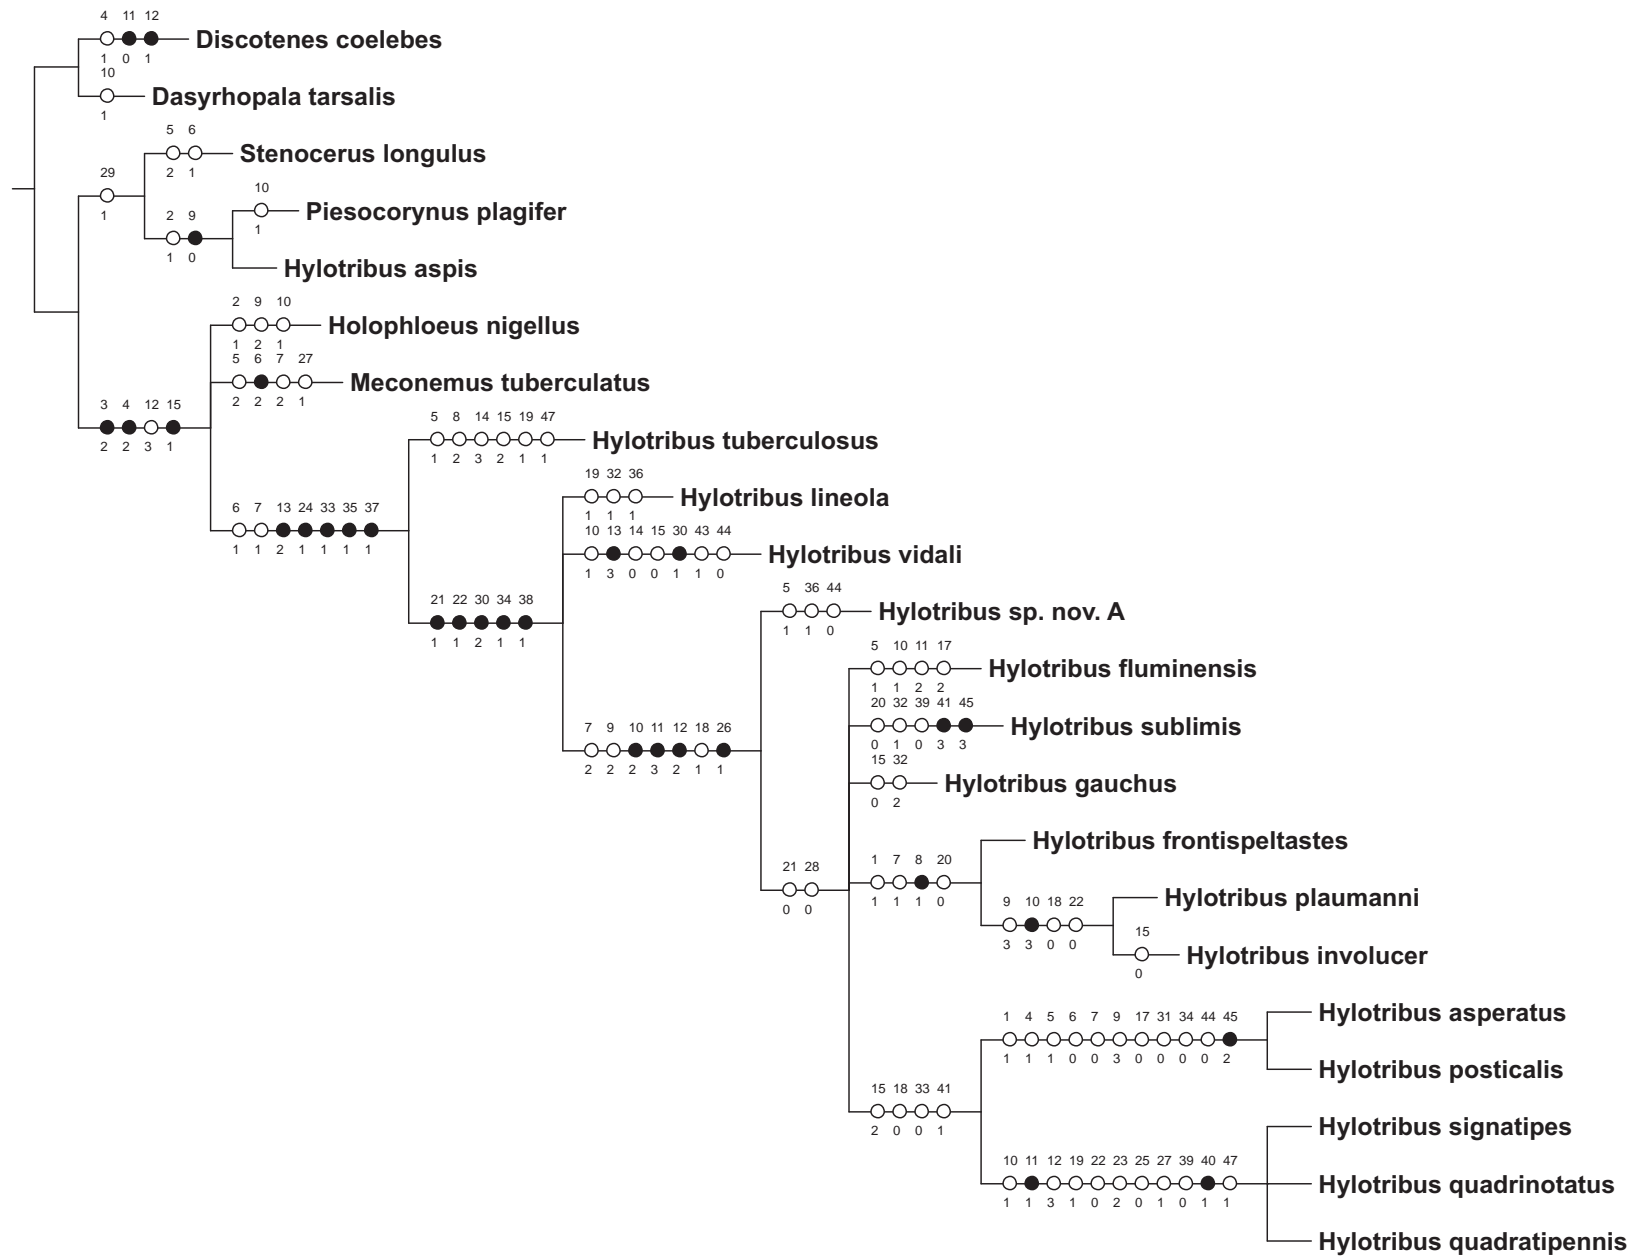 4 11 12
Discotenes coelebes
1 0 1
10
Dasyrhopala tarsalis
1
5 6
Stenocerus longulus
2 1
29
1
10
Piesocorynus plagifer
1
2 9
1 0
Hylotribus aspis
2 9 10
Holophloeus nigellus
1 2 1
5 6 7 27
Meconemus tuberculatus
2 2 2 1
3 4 12 15
2 2 3 1
5 8 14 15 19 47
Hylotribus tuberculosus
1 2 3 2 1 1
19 32 36
Hylotribus lineola
1 1 1
6 7 13 24 33 35 37
1 1 2 1 1 1 1
10 13 14 15 30 43 44
Hylotribus vidali
1 3 0 0 1 1 0
21 22 30 34 38
1 1 2 1 1
5 36 44
Hylotribus sp. nov. A
1 1 0
5 10 11 17
Hylotribus fluminensis
1 1 2 2
20 32 39 41 45
Hylotribus sublimis
0 1 0 3 3
7 9 10 11 12 18 26
2 2 2 3 2 1 1
15 32
Hylotribus gauchus
0 2
Hylotribus frontispeltastes
21 28
0 0
1 7 8 20
1 1 1 0
Hylotribus plaumanni
9 10 18 22
3 3 0 0
15
Hylotribus involucer
0
1 4 5 6 7 9 17 31 34 44 45
Hylotribus asperatus
1 1 1 0 0 3 0 0 0 0 2
Hylotribus posticalis
15 18 33 41
2 0 0 1
Hylotribus signatipes
10 11 12 19 22 23 25 27 39 40 47
Hylotribus quadrinotatus
1 1 3 1 0 2 0 1 0 1 1
Hylotribus quadratipennis